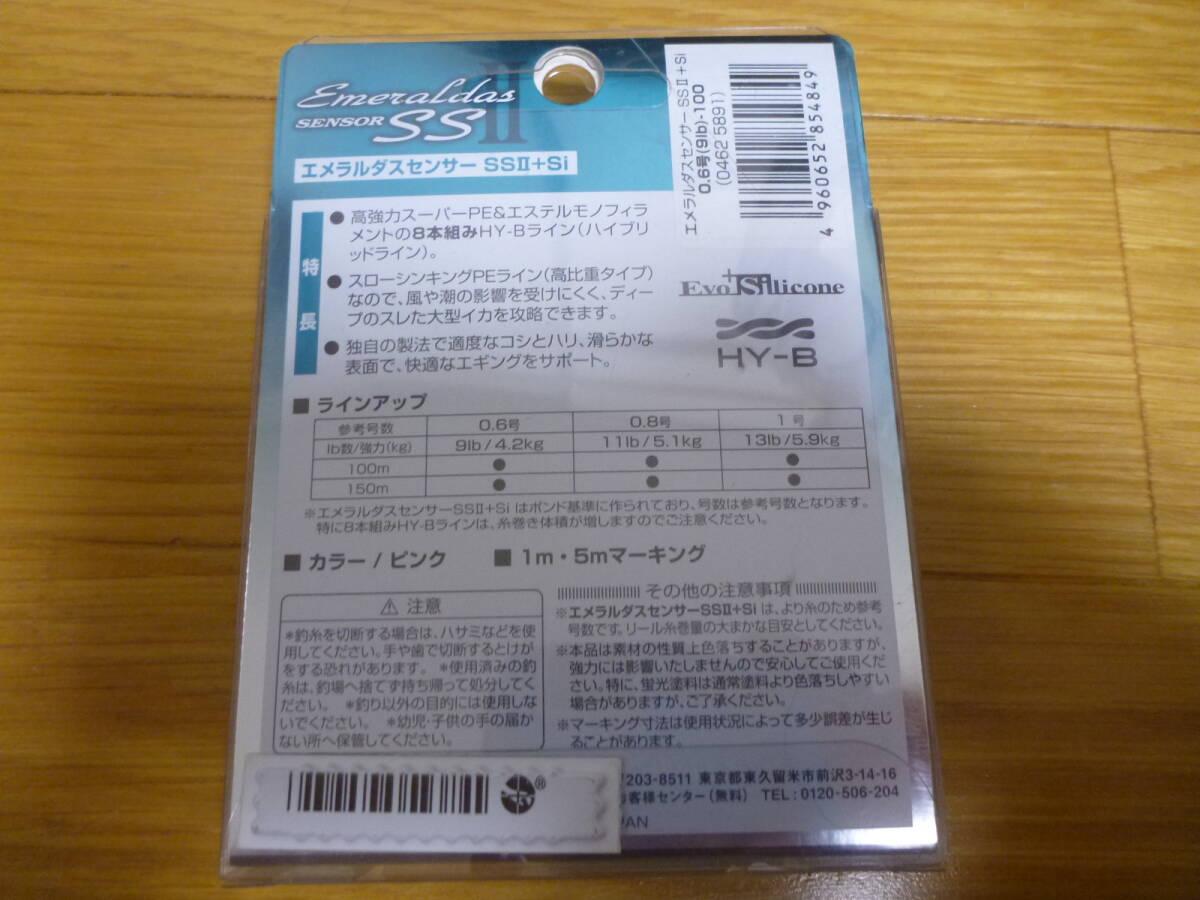 Emeraldas
SENSOR SSII
エメラルダスセンサー SSⅡ+Si
エメラルダスセンサー SSⅡ+Si
0.6号(9lb)-100
(0462 5891)
4 960652 854849
特長
● 高強力スーパーPE&エステルモノフィラ
メントの8本組みHY-Bライン(ハイブリ
ッドライン)。
● スローシンキングPEライン(高比重タイプ)
なので、風や潮の影響を受けにくく、ディー
プのスレた大型イカを攻略できます。
● 独自の製法で適度なコシとハリ、滑らかな
表面で、快適なエギングをサポート。
Evo+Silicone
HY-B
■ ラインアップ
参考号数 0.6号 0.8号 1号
lb数/強力(kg) 9lb/4.2kg 11lb/5.1kg 13lb/5.9kg
100m ● ● ●
150m ● ● ●
※エメラルダスセンサーSSⅡ+Si はポンド基準に作られており、号数は参考号数となります。
特に8本組みHY-Bラインは、糸巻き体積が増しますのでご注意ください。
■ カラー / ピンク ■ 1m・5mマーキング
⚠ 注意
*釣糸を切断する場合は、ハサミなどを使
用してください。手や歯で切断するとけが
をする恐れがあります。 *使用済みの釣
糸は、釣場へ捨てず持ち帰って処分してく
ださい。 *釣り以外の目的には使用しな
いでください。 *幼児・子供の手の届か
ない所へ保管してください。
その他の注意事項
※エメラルダスセンサーSSⅡ+Si は、より糸のため参考
号数です。リール糸巻量の大まかな目安としてください。
※本品は素材の性質上色落ちすることがありますが、
強力には影響いたしませんので安心してご使用くだ
さい。特に、蛍光塗料は通常塗料より色落ちしやすい
場合がありますが、ご了承ください。
※マーキング寸法は使用状況によって多少誤差が生じ
ることがあります。
〒203-8511 東京都東久留米市前沢3-14-16
お客様センター(無料) TEL:0120-506-204
PAN
®